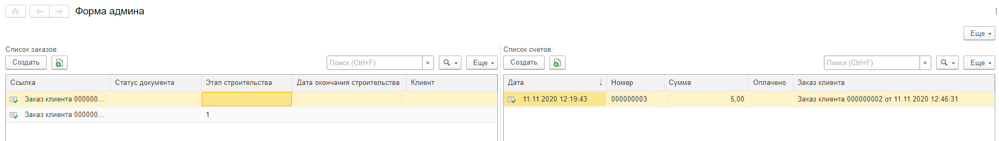 Форма админа
Еще
Список заказов:
Создать Поиск (Ctrl+F) × Еще
Ссылка Статус документа Этап строительства Дата окончания строительства Клиент
Заказ клиента 000000...
Заказ клиента 000000... 1
Список счетов:
Создать Поиск (Ctrl+F) × Еще
Дата ↓ Номер Сумма Оплачено Заказ клиента
11.11.2020 12:19:43 000000003 5,00 Заказ клиента 000000002 от 11.11.2020 12:46:31